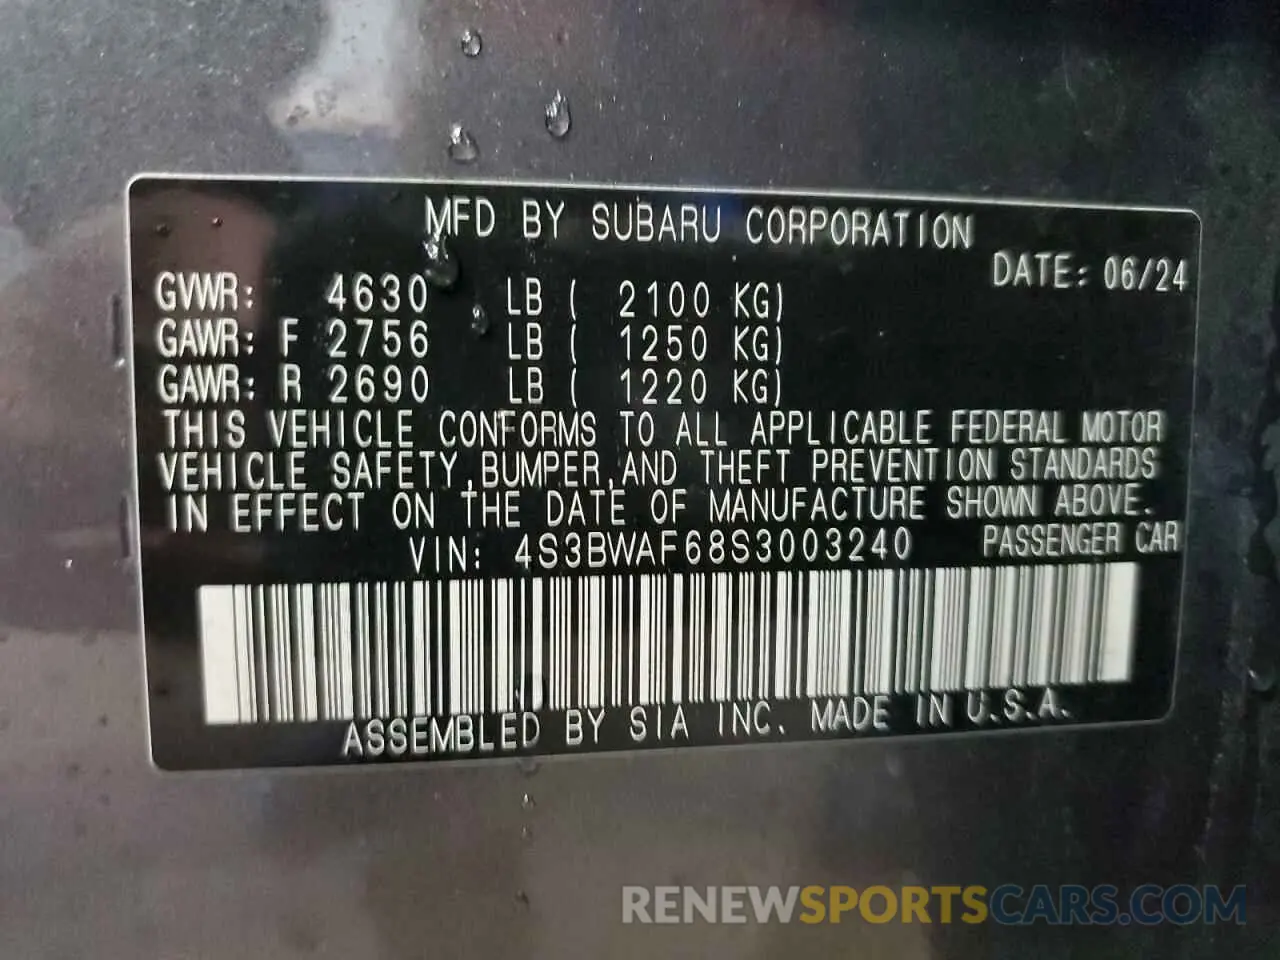 MFD BY SUBARU CORPORATION
DATE: 06/24
GVWR: 4630 LB ( 2100 KG)
GAWR: F 2756 LB ( 1250 KG)
GAWR: R 2690 LB ( 1220 KG)
THIS VEHICLE CONFORMS TO ALL APPLICABLE FEDERAL MOTOR
VEHICLE SAFETY,BUMPER,AND THEFT PREVENTION STANDARDS
IN EFFECT ON THE DATE OF MANUFACTURE SHOWN ABOVE.
VIN: 4S3BWAF68S3003240 PASSENGER CAR
ASSEMBLED BY SIA INC. MADE IN U.S.A.
RENEWSPORTSCARS.COM